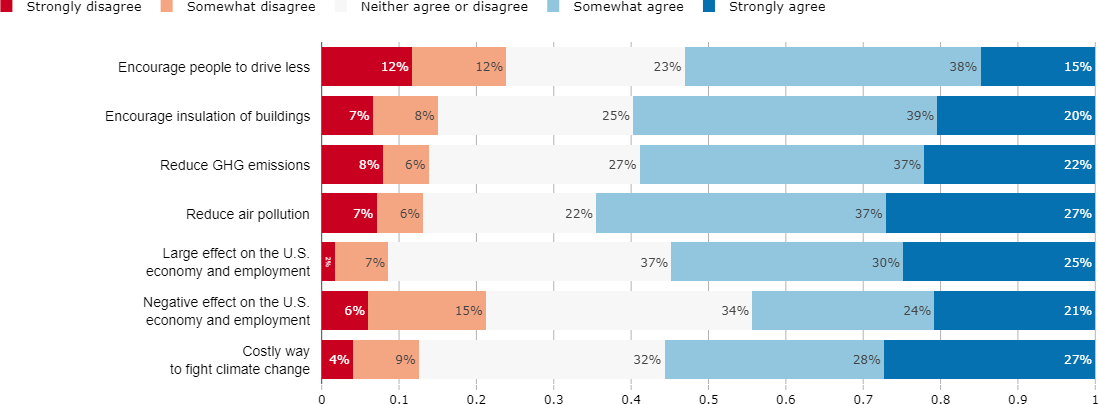 Strongly disagree Somewhat disagree Neither agree or disagree Somewhat agree Strongly agree
Encourage people to drive less 12% 12% 23% 38% 15%
Encourage insulation of buildings 7% 8% 25% 39% 20%
Reduce GHG emissions 8% 6% 27% 37% 22%
Reduce air pollution 7% 6% 22% 37% 27%
Large effect on the U.S.
economy and employment 2% 7% 37% 30% 25%
Negative effect on the U.S.
economy and employment 6% 15% 34% 24% 21%
Costly way
to fight climate change 4% 9% 32% 28% 27%
0 0.1 0.2 0.3 0.4 0.5 0.6 0.7 0.8 0.9 1